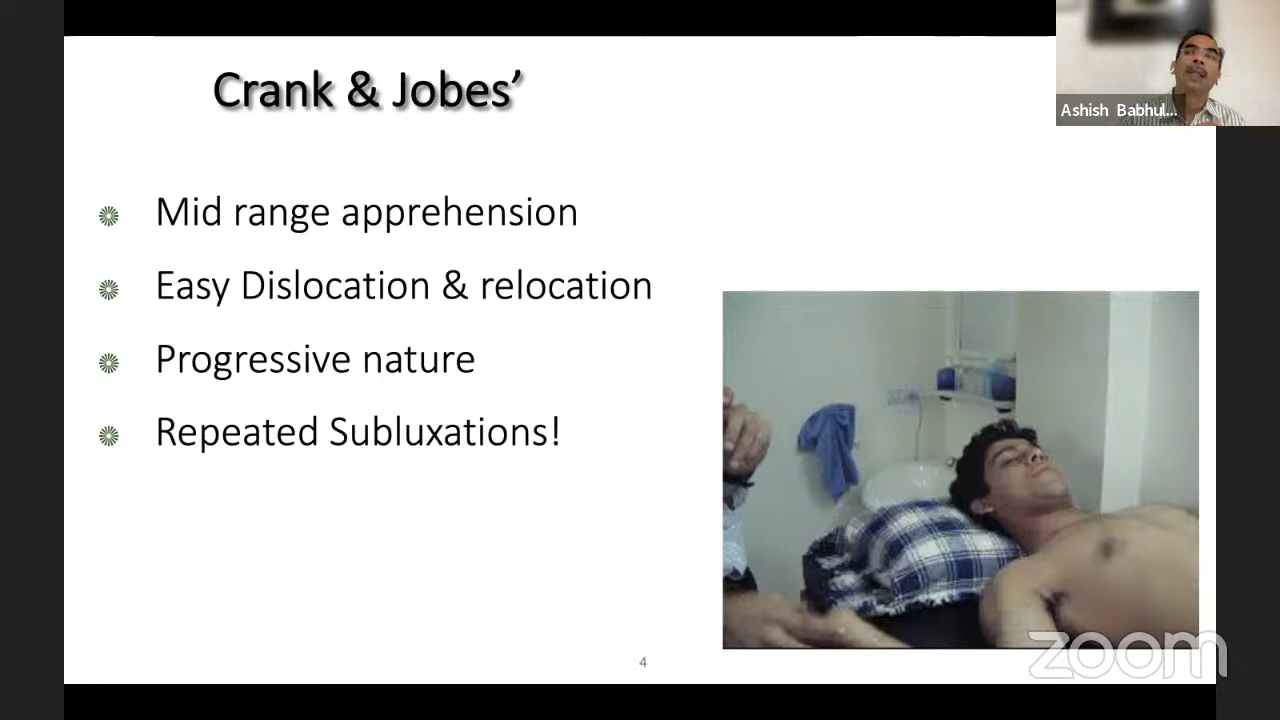 Crank & Jobes’
Ashish Babhul...
Mid range apprehension
Easy Dislocation & relocation
Progressive nature
Repeated Subluxations!
4
zoom